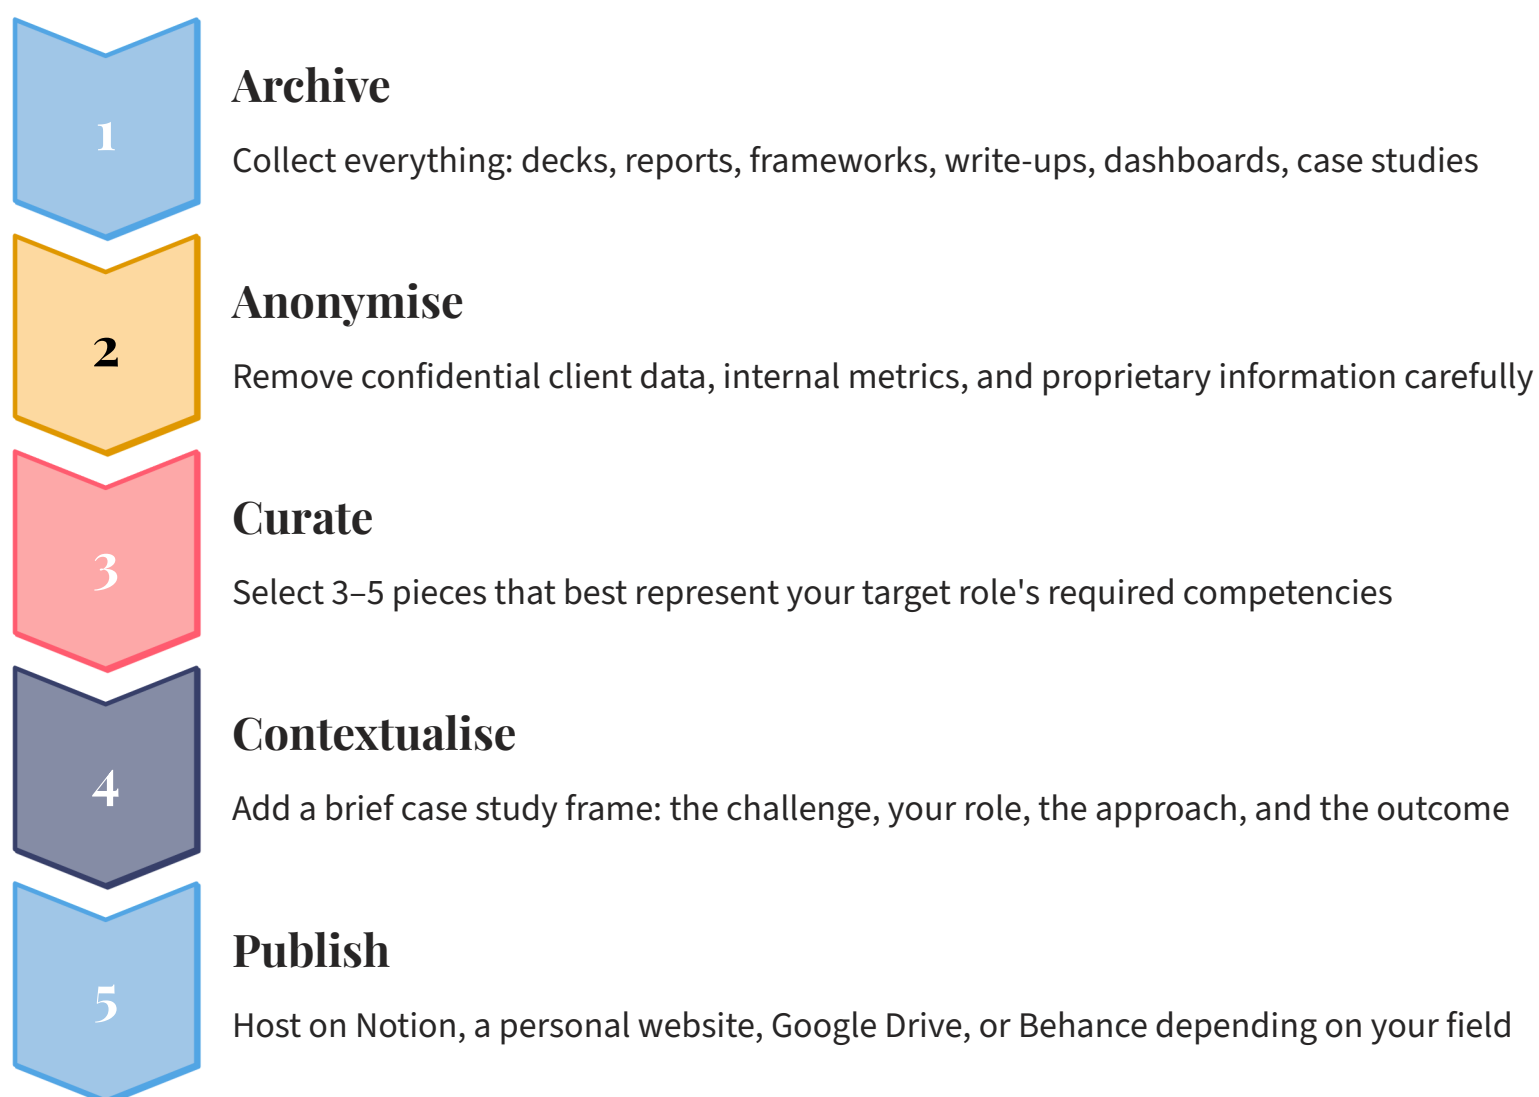 1
Archive
Collect everything: decks, reports, frameworks, write-ups, dashboards, case studies
2
Anonymise
Remove confidential client data, internal metrics, and proprietary information carefully
3
Curate
Select 3–5 pieces that best represent your target role's required competencies
4
Contextualise
Add a brief case study frame: the challenge, your role, the approach, and the outcome
5
Publish
Host on Notion, a personal website, Google Drive, or Behance depending on your field